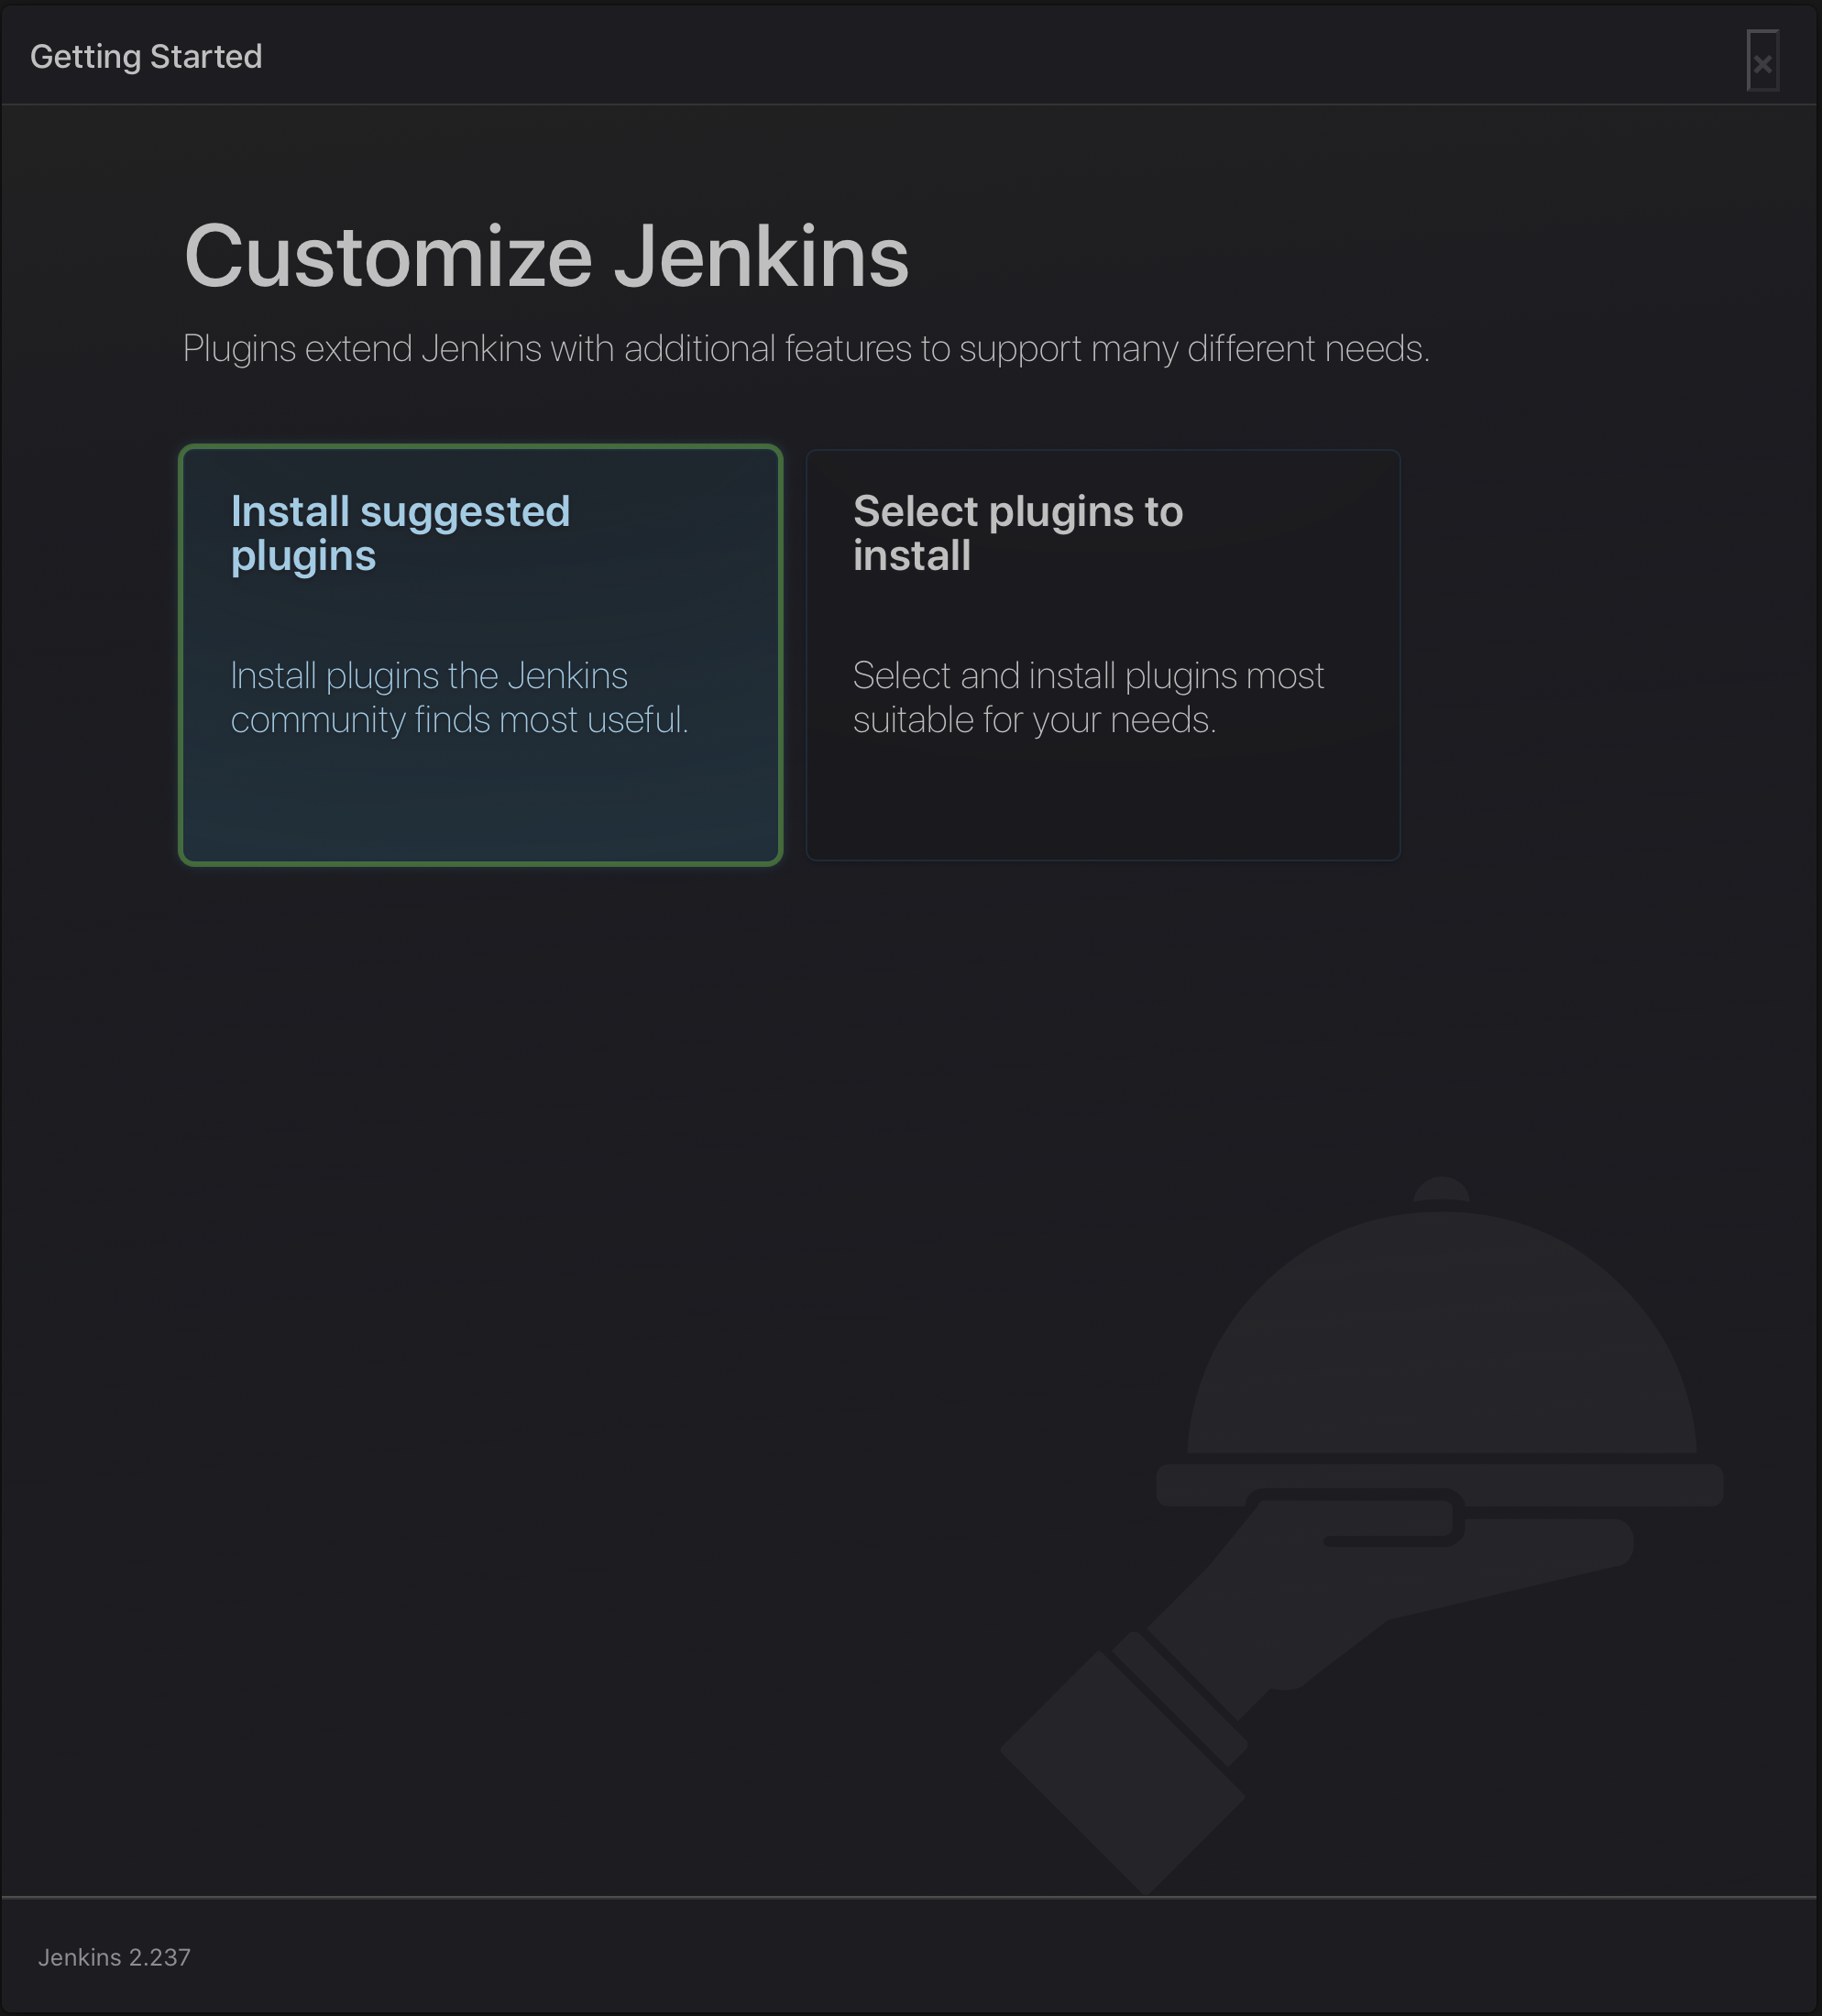 Getting Started
×
Customize Jenkins
Plugins extend Jenkins with additional features to support many different needs.
Install suggested
plugins
Install plugins the Jenkins
community finds most useful.
Select plugins to
install
Select and install plugins most
suitable for your needs.
Jenkins 2.237